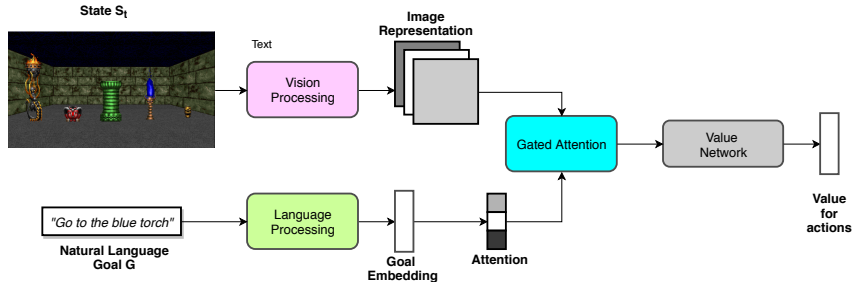 State St
Text
Image
Representation
Vision
Processing
Gated Attention
Value
Network
"Go to the blue torch"
Language
Processing
Value
for
actions
Natural Language
Goal G
Goal
Embedding
Attention